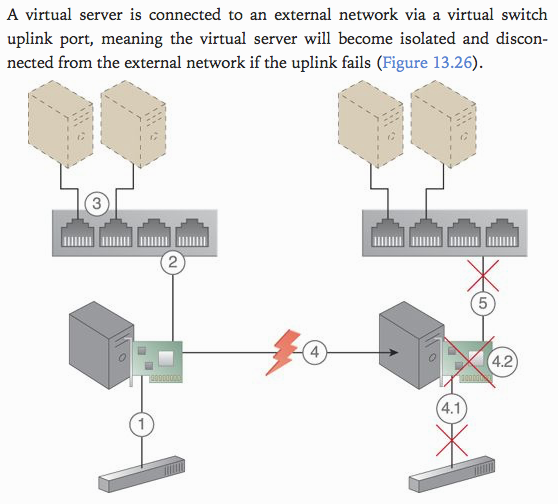 A virtual server is connected to an external network via a virtual switch
uplink port, meaning the virtual server will become isolated and discon-
nected from the external network if the uplink fails (Figure 13.26).
3
2
5
4
4.2
4.1
1